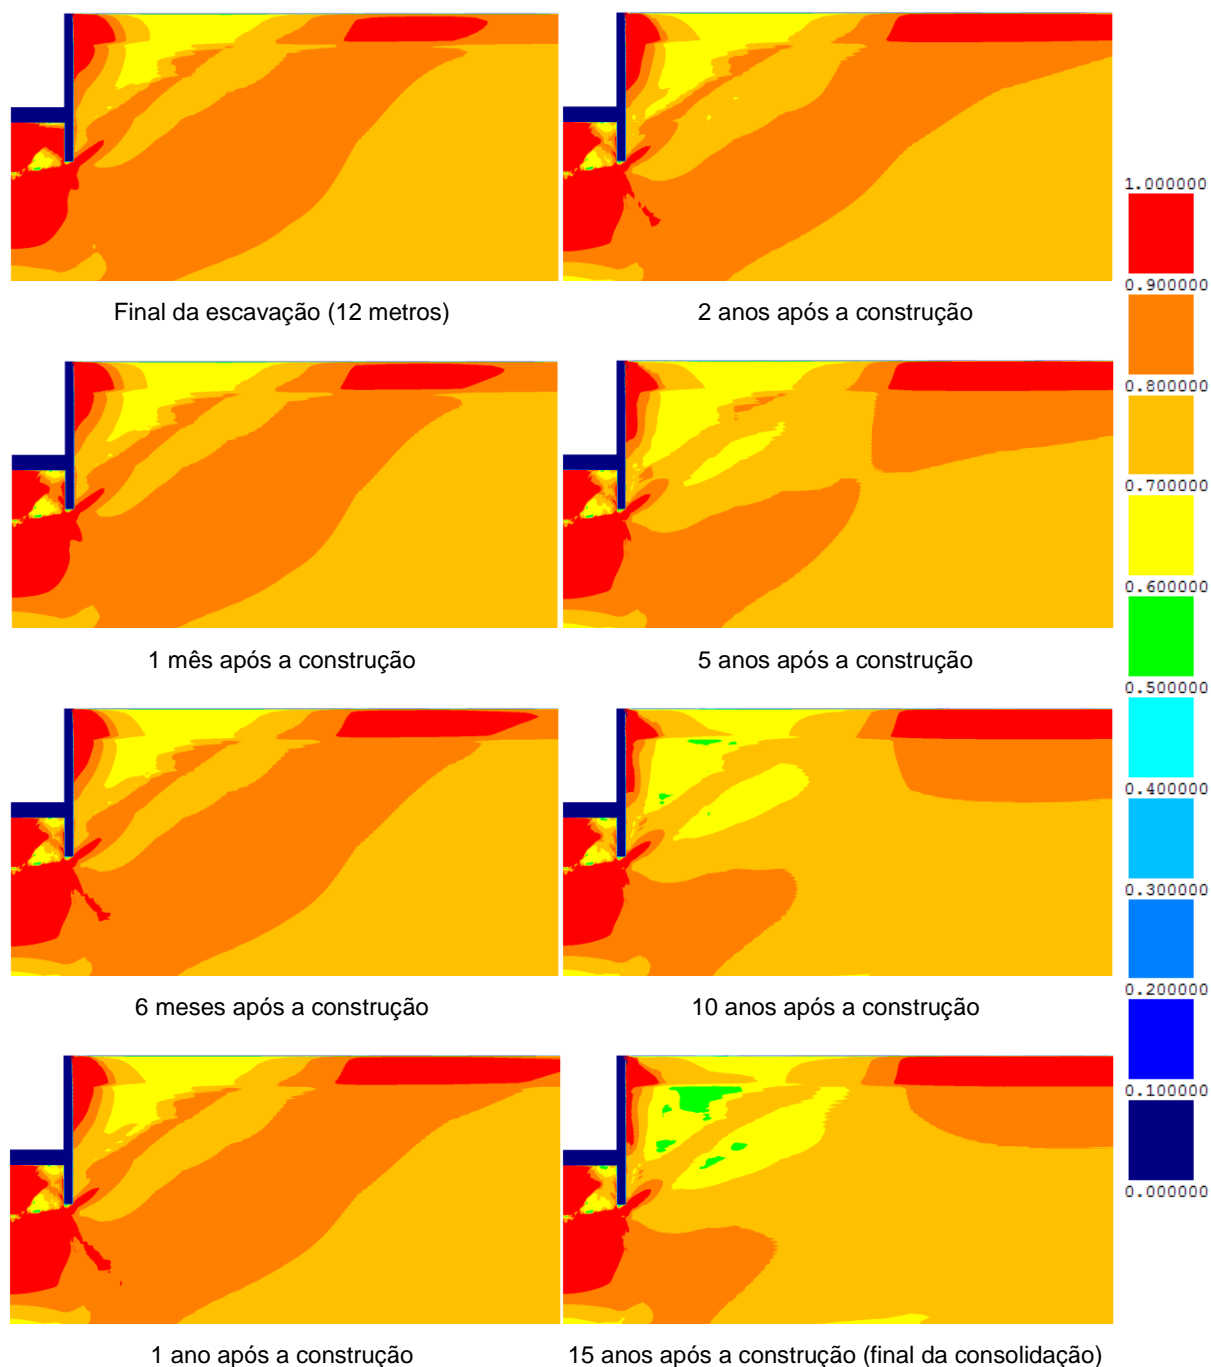 Final da escavação (12 metros)
2 anos após a construção
1 mês após a construção
5 anos após a construção
6 meses após a construção
10 anos após a construção
1 ano após a construção
15 anos após a construção (final da consolidação)
1.000000
0.900000
0.800000
0.700000
0.600000
0.500000
0.400000
0.300000
0.200000
0.100000
0.000000